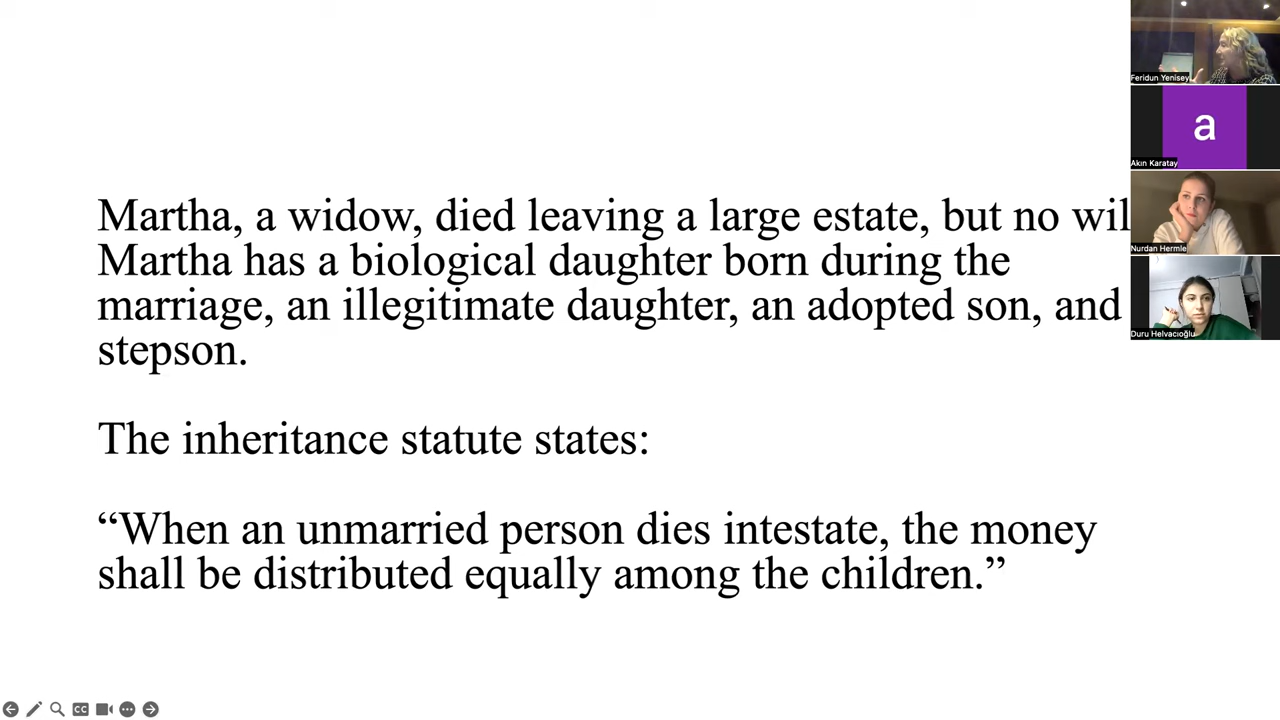 Martha, a widow, died leaving a large estate, but no wil
Martha has a biological daughter born during the
marriage, an illegitimate daughter, an adopted son, and
stepson.
The inheritance statute states:
“When an unmarried person dies intestate, the money
shall be distributed equally among the children.”
Feridun Yenisey
a
Akın Karatay
Nurdan Hermle
Duru Helvacıoğlu
CC